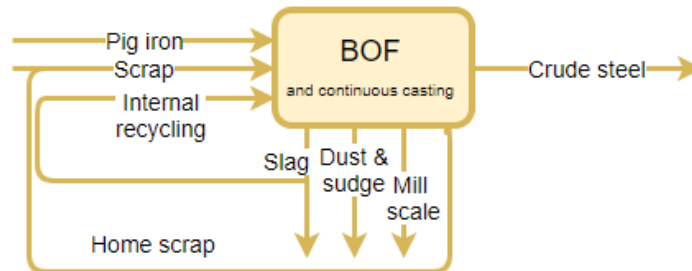 Pig iron
BOF
Scrap
Crude steel
and continuous casting
Internal
recycling
Slag
Dust &
sudge
Mill
scale
Home scrap